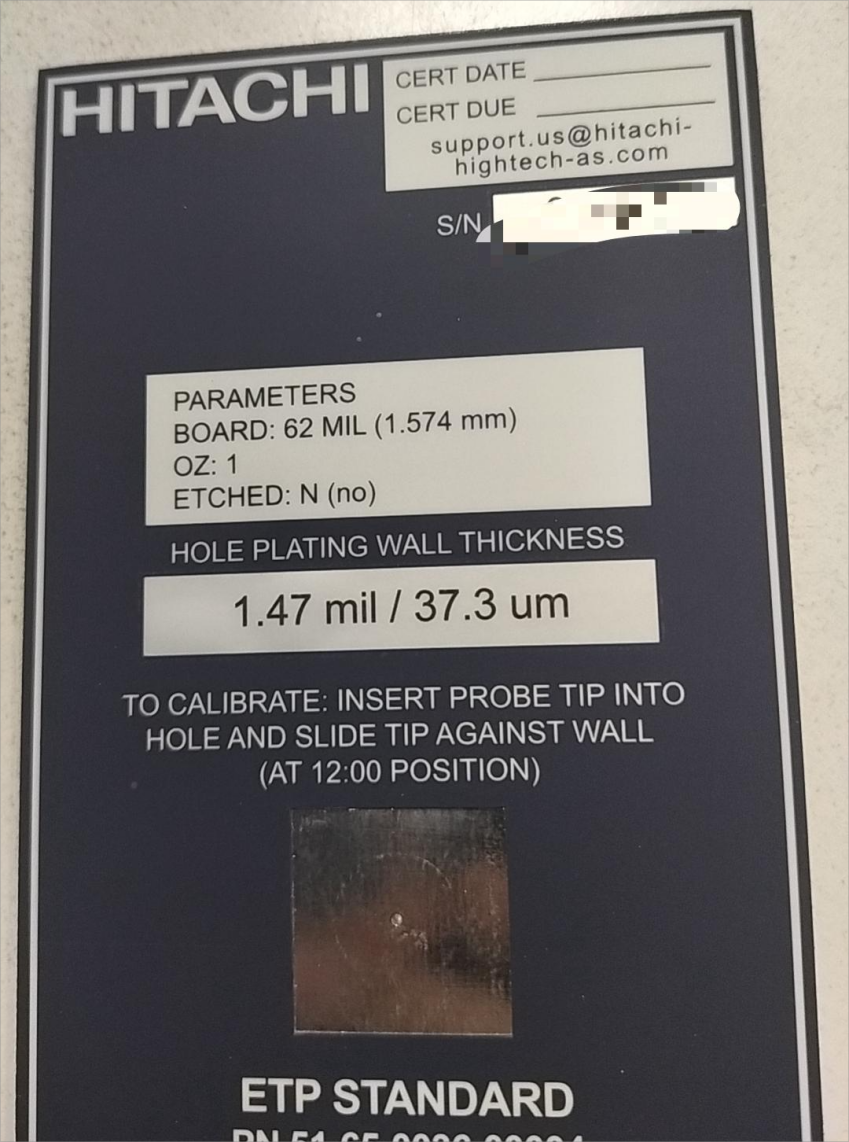 HITACHI
CERT DATE
CERT DUE
support.us@hitachi-
hightech-as.com
S/N
PARAMETERS
BOARD: 62 MIL (1.574 mm)
OZ: 1
ETCHED: N (no)
HOLE PLATING WALL THICKNESS
1.47 mil / 37.3 um
TO CALIBRATE: INSERT PROBE TIP INTO
HOLE AND SLIDE TIP AGAINST WALL
(AT 12:00 POSITION)
ETP STANDARD